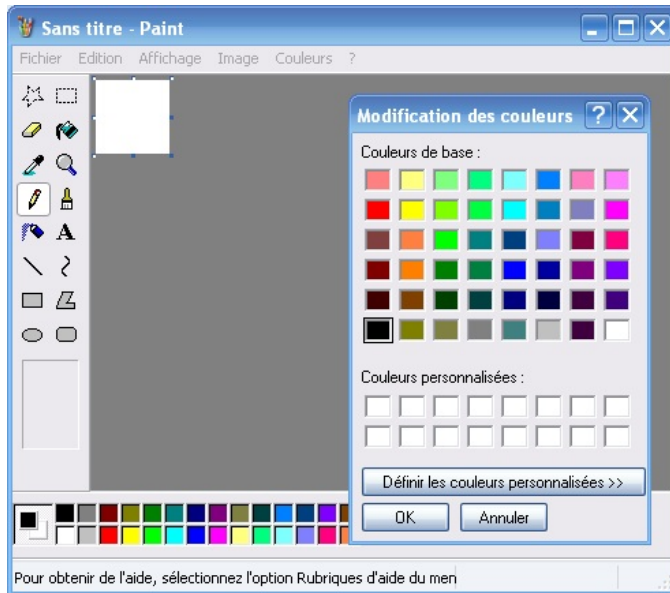 Sans titre - Paint
Fichier Edition Affichage Image Couleurs ?
A
Modification des couleurs ?
Couleurs de base :
Couleurs personnalisées :
Définir les couleurs personnalisées >>
OK Annuler
Pour obtenir de l'aide, sélectionnez l'option Rubriques d'aide du men